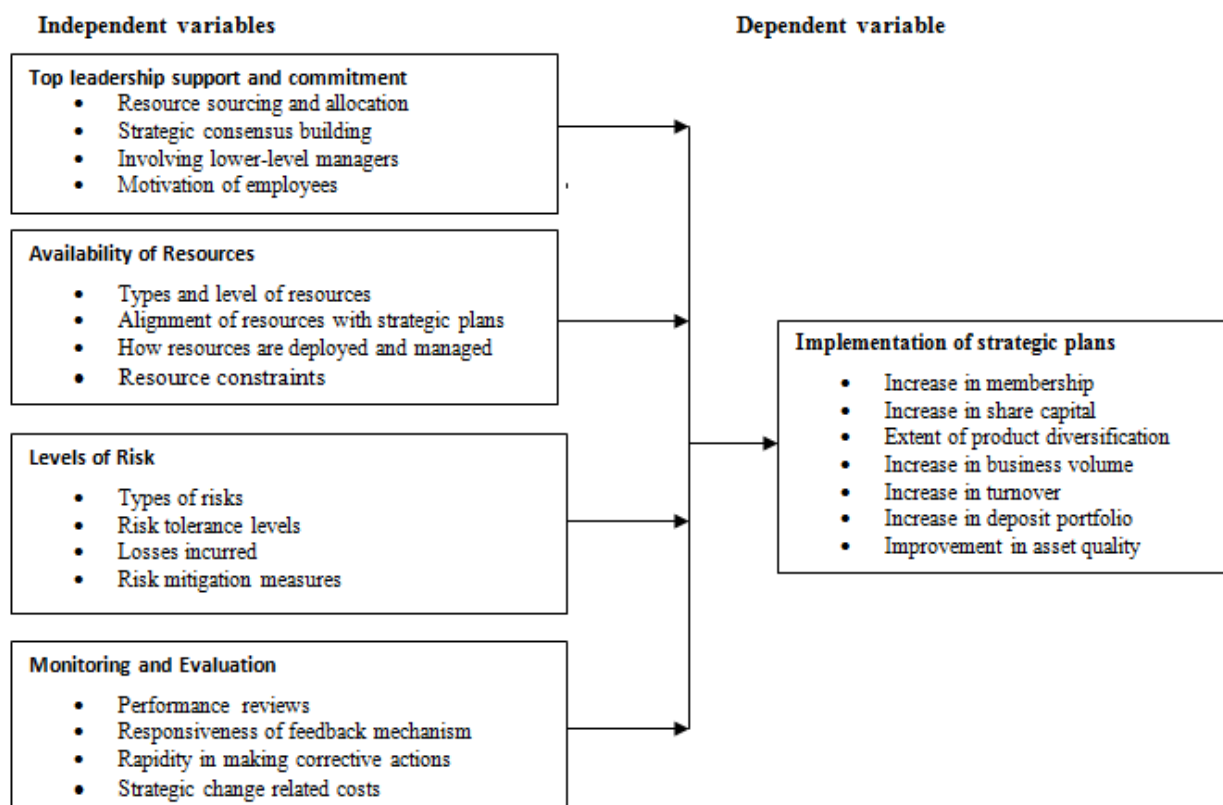 Independent variables
Dependent variable
Top leadership support and commitment
• Resource sourcing and allocation
• Strategic consensus building
• Involving lower-level managers
• Motivation of employees
Availability of Resources
• Types and level of resources
• Alignment of resources with strategic plans
• How resources are deployed and managed
• Resource constraints
Levels of Risk
• Types of risks
• Risk tolerance levels
• Losses incurred
• Risk mitigation measures
Monitoring and Evaluation
• Performance reviews
• Responsiveness of feedback mechanism
• Rapidity in making corrective actions
• Strategic change related costs
Implementation of strategic plans
• Increase in membership
• Increase in share capital
• Extent of product diversification
• Increase in business volume
• Increase in turnover
• Increase in deposit portfolio
• Improvement in asset quality